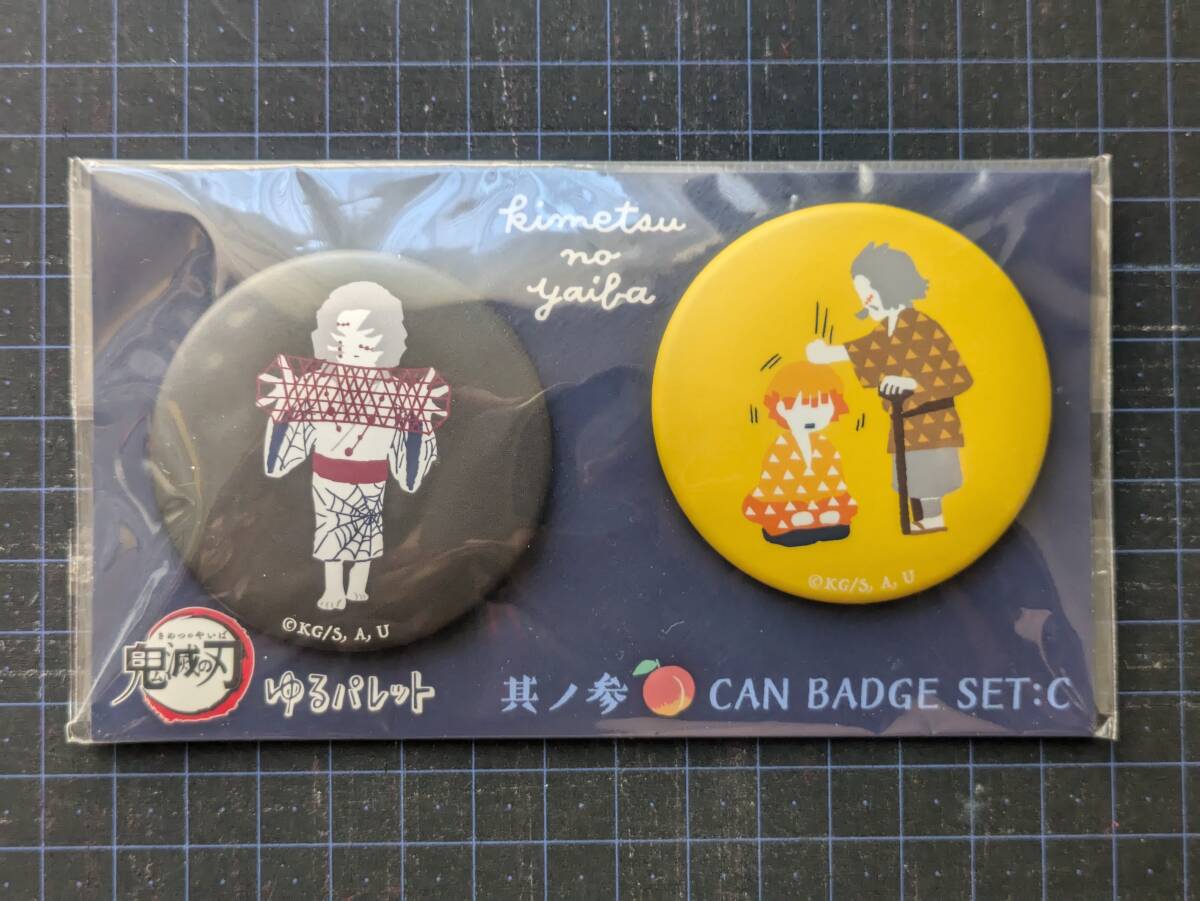 kimetsu
no
yaiba
©KG/S, A, U
©KG/S, A, U
きめつのやいば
鬼滅の刃
ゆるパレット
其ノ参 CAN BADGE SET:C